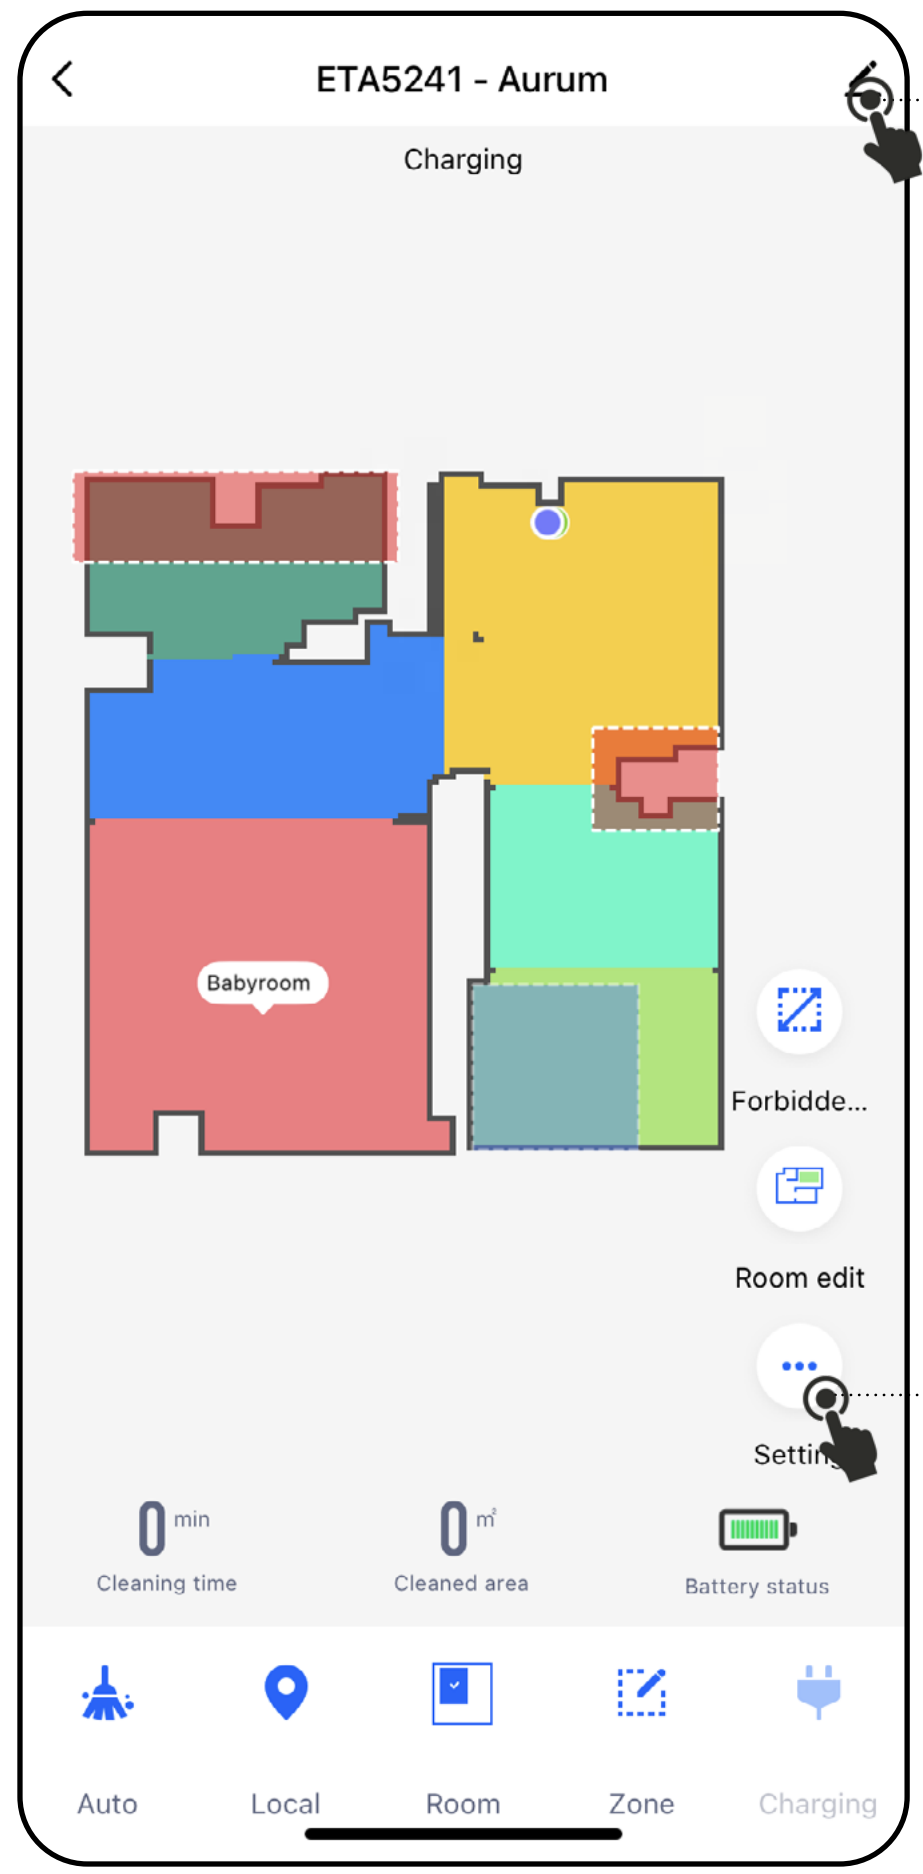 ETA5241 - Aurum
Charging
Babyroom
Forbidde...
Room edit
Settin
0 min
0 m²
Cleaning time
Cleaned area
Battery status
Auto
Local
Room
Zone
Charging